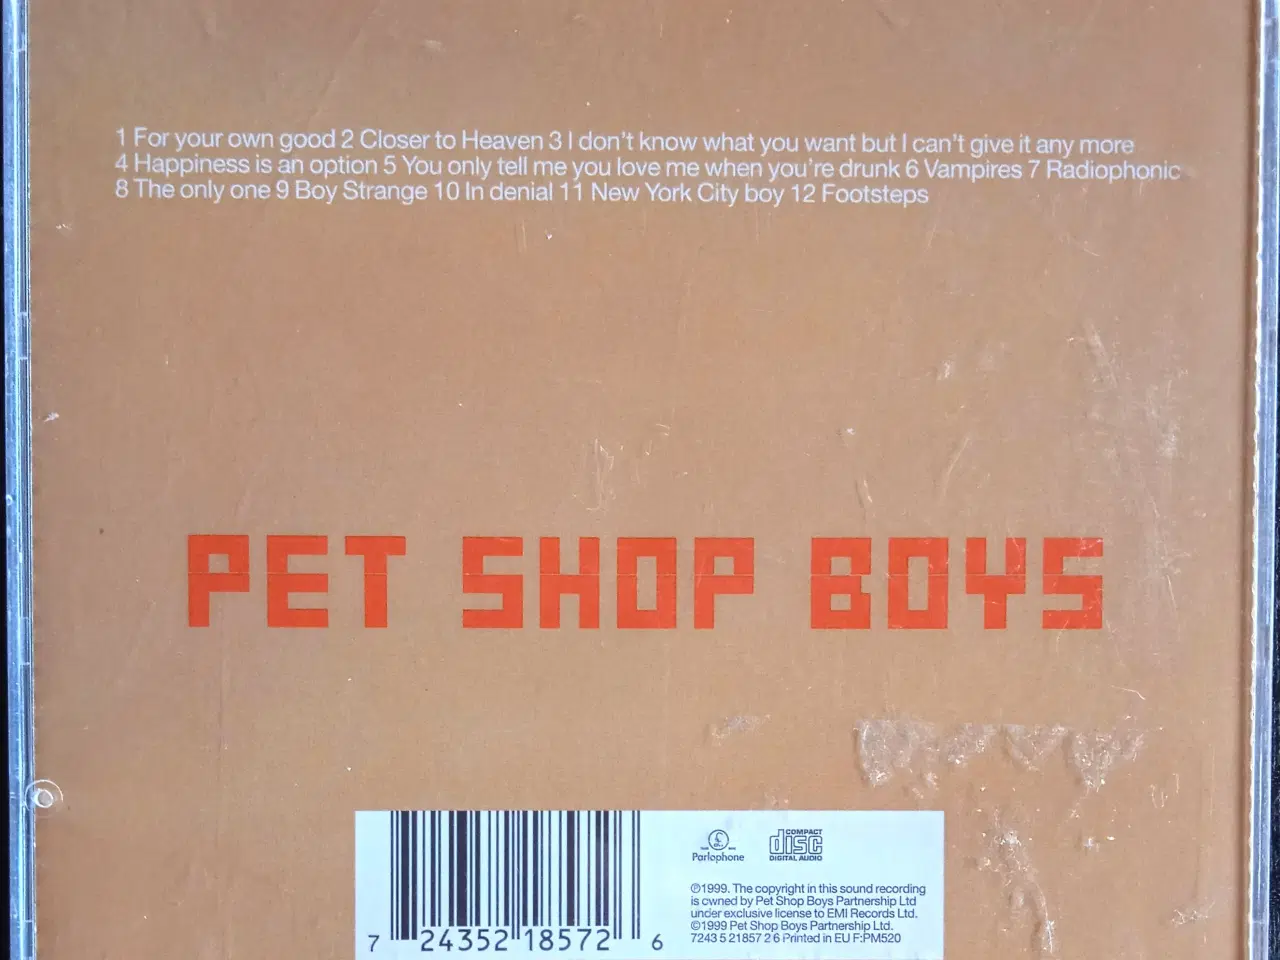 1 For your own good 2 Closer to Heaven 3 I don't know what you want but I can't give it any more
4 Happiness is an option 5 You only tell me you love me when you're drunk 6 Vampires 7 Radiophonic
8 The only one 9 Boy Strange 10 In denial 11 New York City boy 12 Footsteps
PET SHOP BOYS
Parlophone
COMPACT
disc
DIGITAL AUDIO
℗1999. The copyright in this sound recording
is owned by Pet Shop Boys Partnership Ltd
under exclusive license to EMI Records Ltd.
©1999 Pet Shop Boys Partnership Ltd.
7243 5 21857 2 6 Printed in EU F:PM520
7 24352 18572 6